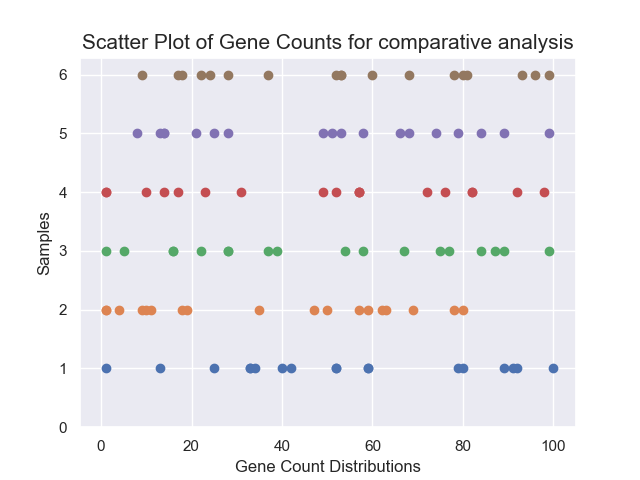 Scatter Plot of Gene Counts for comparative analysis
6
5
4
3
2
1
0
Samples
0 20 40 60 80 100
Gene Count Distributions